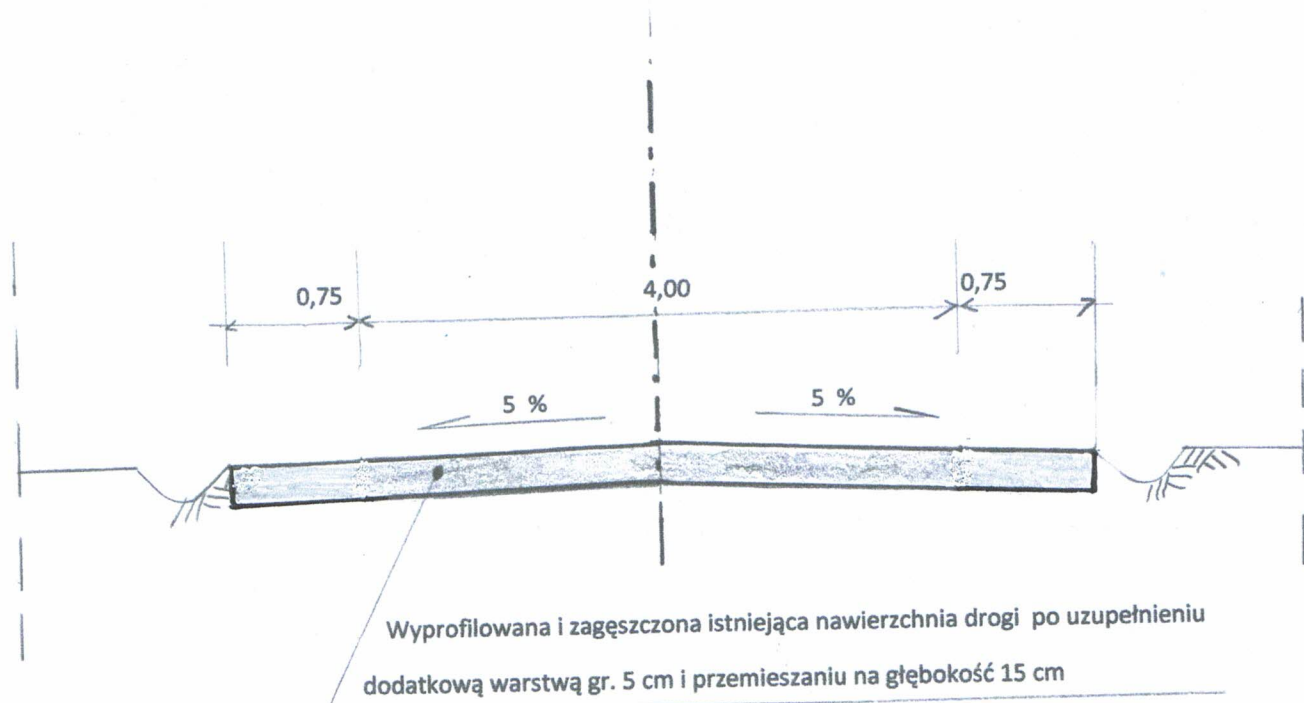 0,75
4,00
0,75
5 %
5 %
Wyprofilowana i zagęszczona istniejąca nawierzchnia drogi po uzupełnieniu
dodatkową warstwą gr. 5 cm i przemieszaniu na głębokość 15 cm